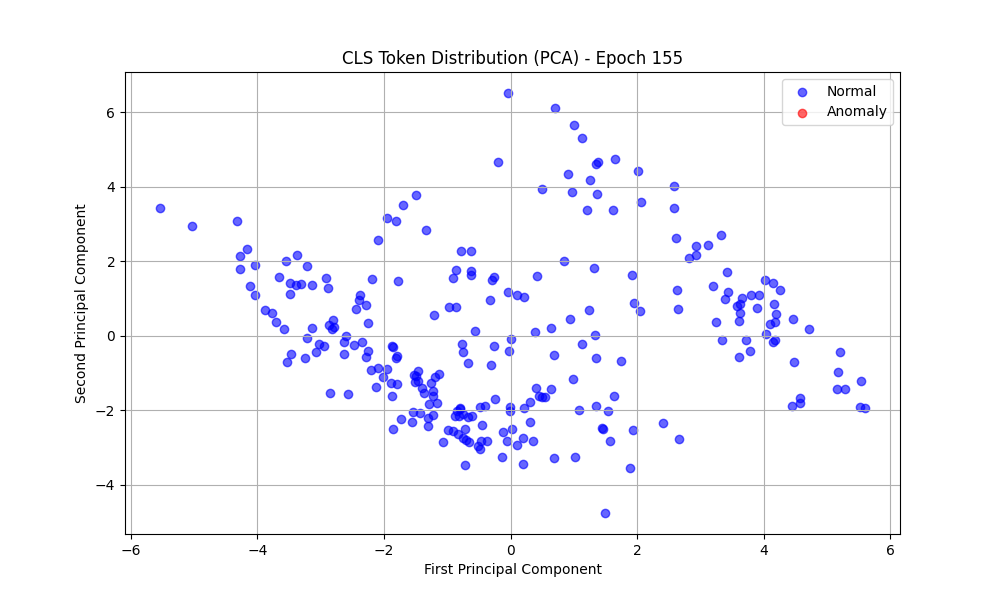 CLS Token Distribution (PCA) - Epoch 155
Normal
Anomaly
6
4
2
0
−2
−4
Second Principal Component
−6
−4
−2
0
2
4
6
First Principal Component